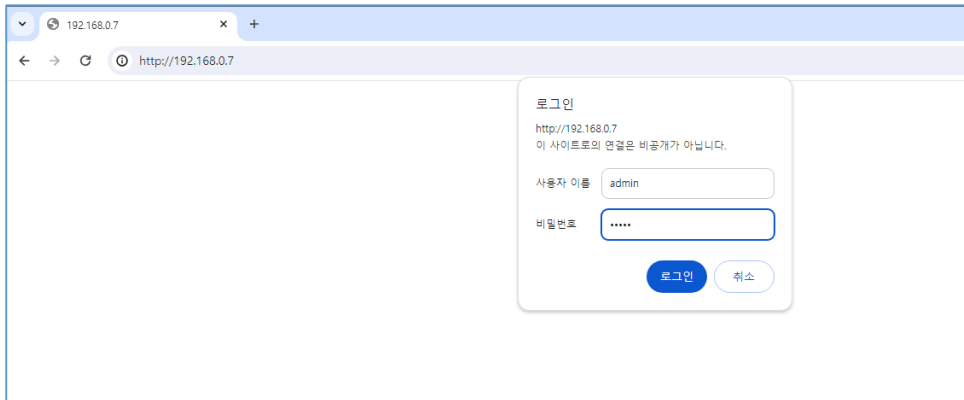 192.168.0.7
http://192.168.0.7
로그인
http://192.168.0.7
이 사이트로의 연결은 비공개가 아닙니다.
사용자 이름 admin
비밀번호 •••••
로그인 취소